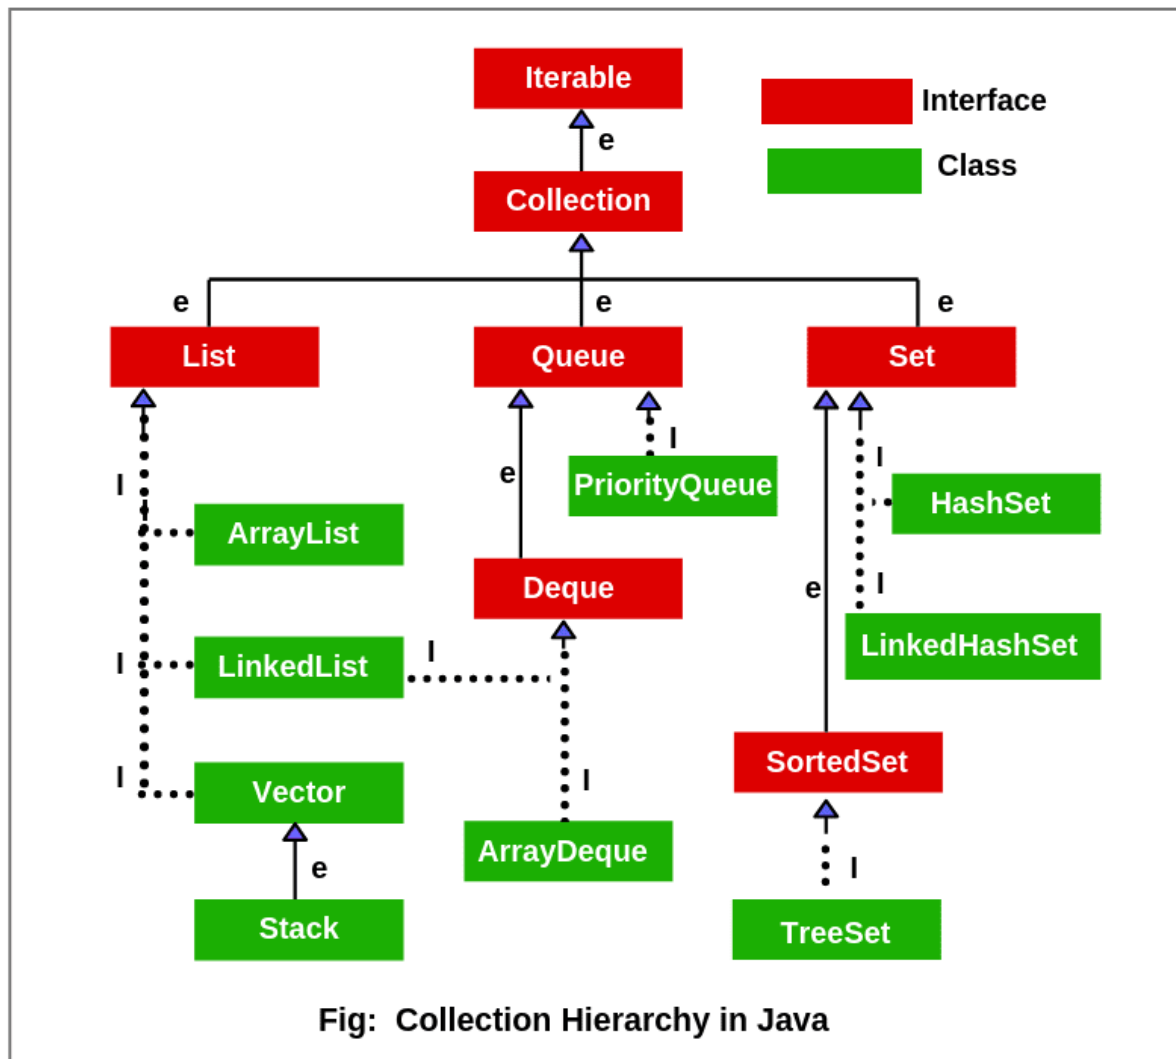 Iterable
Interface
e
Class
Collection
e
e
e
List
Queue
Set
I
I
I
e
PriorityQueue
HashSet
ArrayList
e
I
Deque
LinkedHashSet
I
I
LinkedList
SortedSet
I
I
Vector
ArrayDeque
e
I
Stack
TreeSet
Fig: Collection Hierarchy in Java